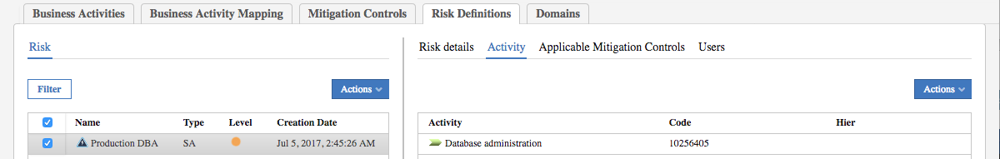 Business Activities Business Activity Mapping Mitigation Controls Risk Definitions Domains
Risk
Risk details Activity Applicable Mitigation Controls Users
Filter Actions
Actions
Name Type Level Creation Date
Production DBA SA Jul 5, 2017, 2:45:26 AM
Activity Code Hier
Database administration 10256405